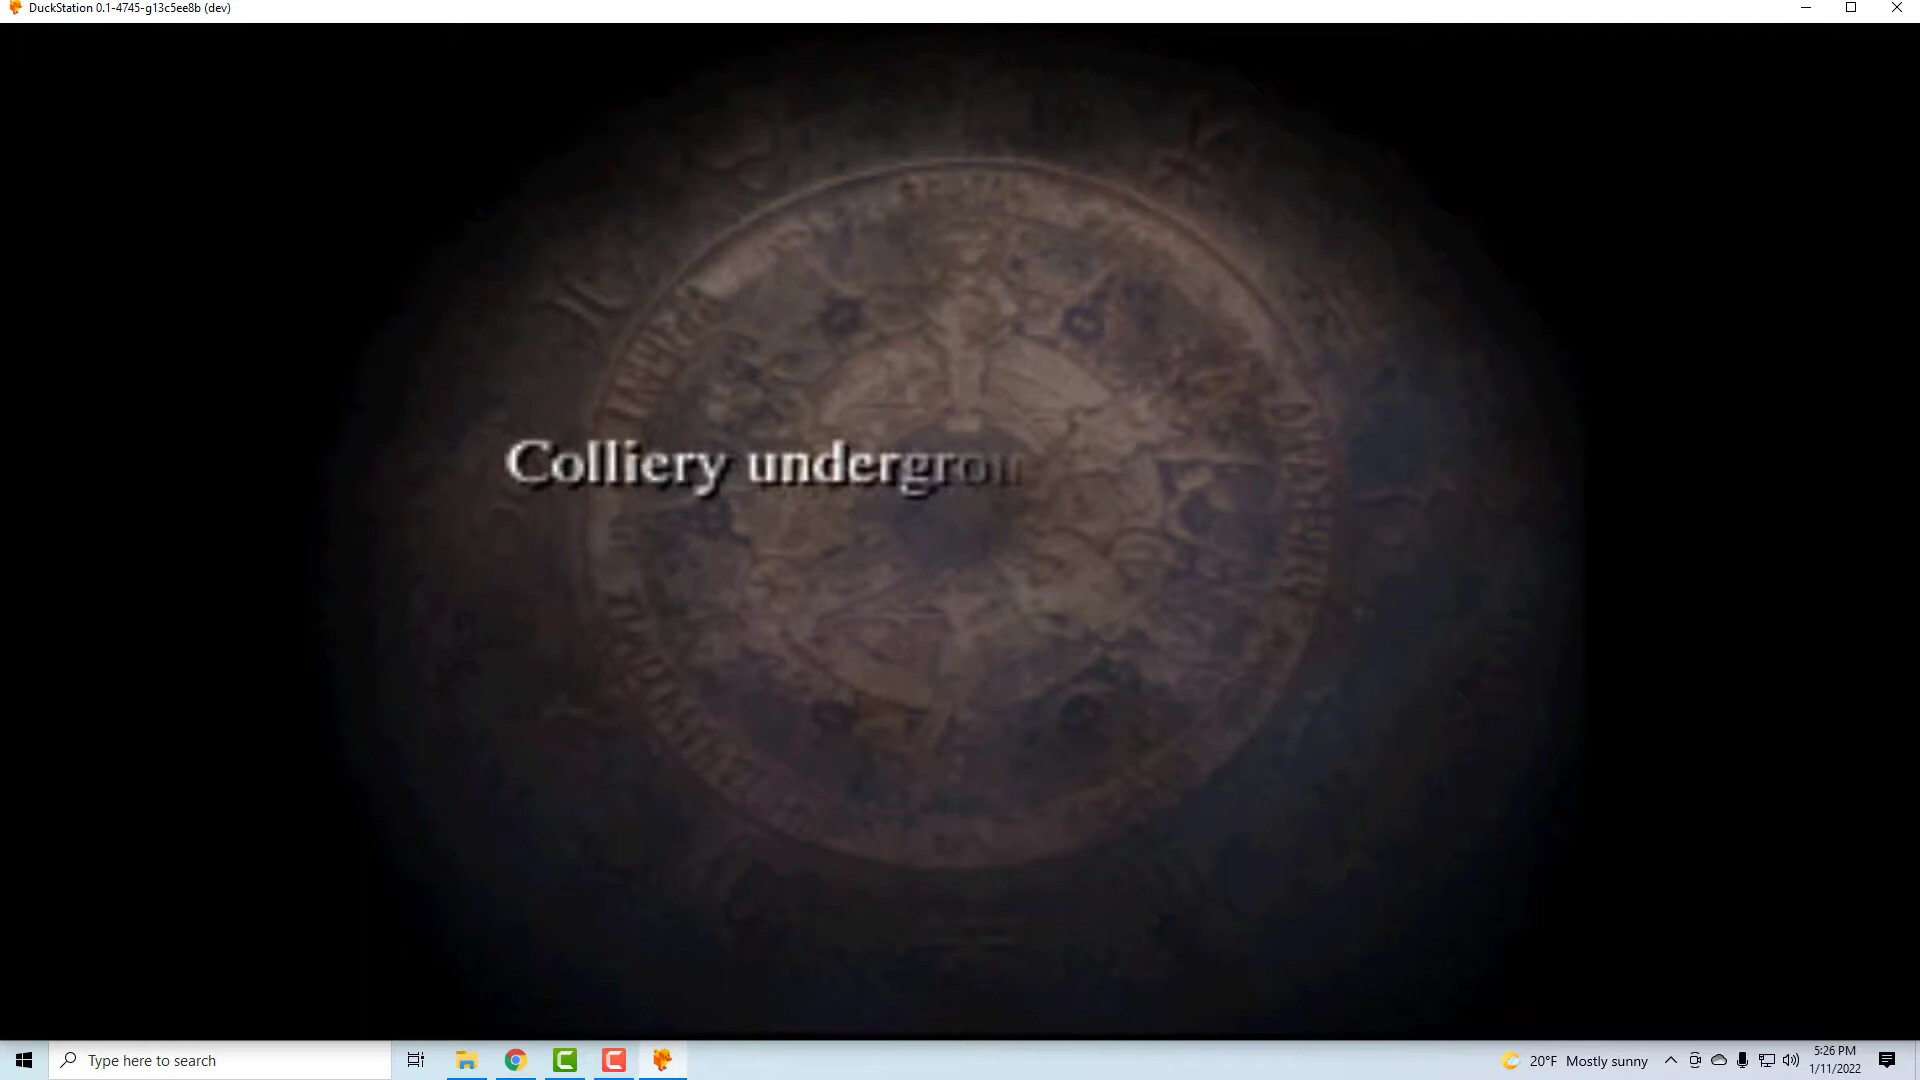 DuckStation 0.1-4745-g13c5ee8b (dev)
Colliery undergrou
Type here to search
20°F Mostly sunny
5:26 PM
1/11/2022